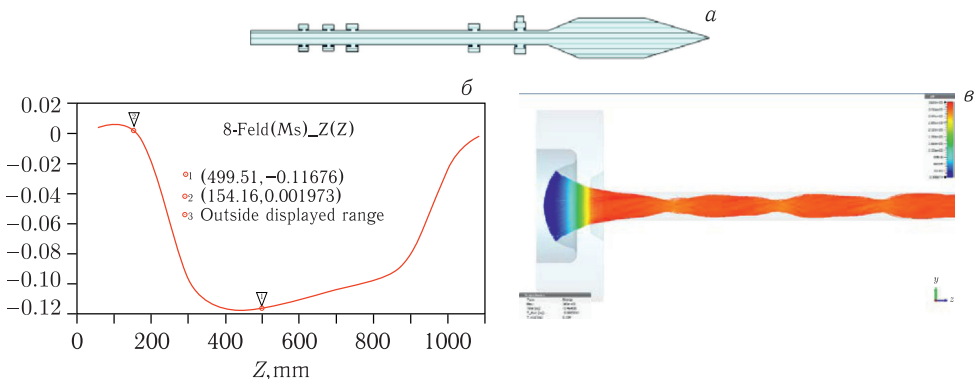 а
б
0.02
0
−0.02
−0.04
−0.06
−0.08
−0.10
−0.12
8-Feld(Ms)_Z(Z)
1 (499.51,−0.11676)
2 (154.16,0.001973)
3 Outside displayed range
2
1
0 200 400 600 800 1000
Z, mm
в
y
z